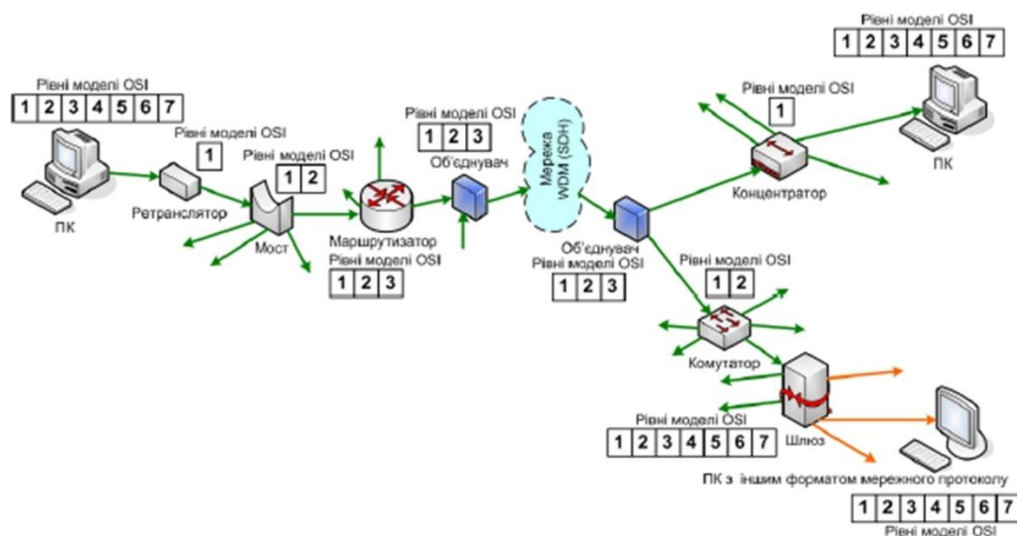 Рівні моделі OSI
1 2 3 4 5 6 7
ПК
Рівні моделі OSI
1
Ретранслятор
Рівні моделі OSI
1 2
Мост
Маршрутизатор
Рівні моделі OSI
1 2 3
Рівні моделі OSI
1 2 3
Об'єднувач
Мережа
WDM (SDH)
Об'єднувач
Рівні моделі OSI
1 2 3
Рівні моделі OSI
1
Концентратор
Рівні моделі OSI
1 2 3 4 5 6 7
ПК
Рівні моделі OSI
1 2
Комутатор
Рівні моделі OSI
1 2 3 4 5 6 7
Шлюз
ПК з іншим форматом мережного протоколу
1 2 3 4 5 6 7
Рівні моделі OSI